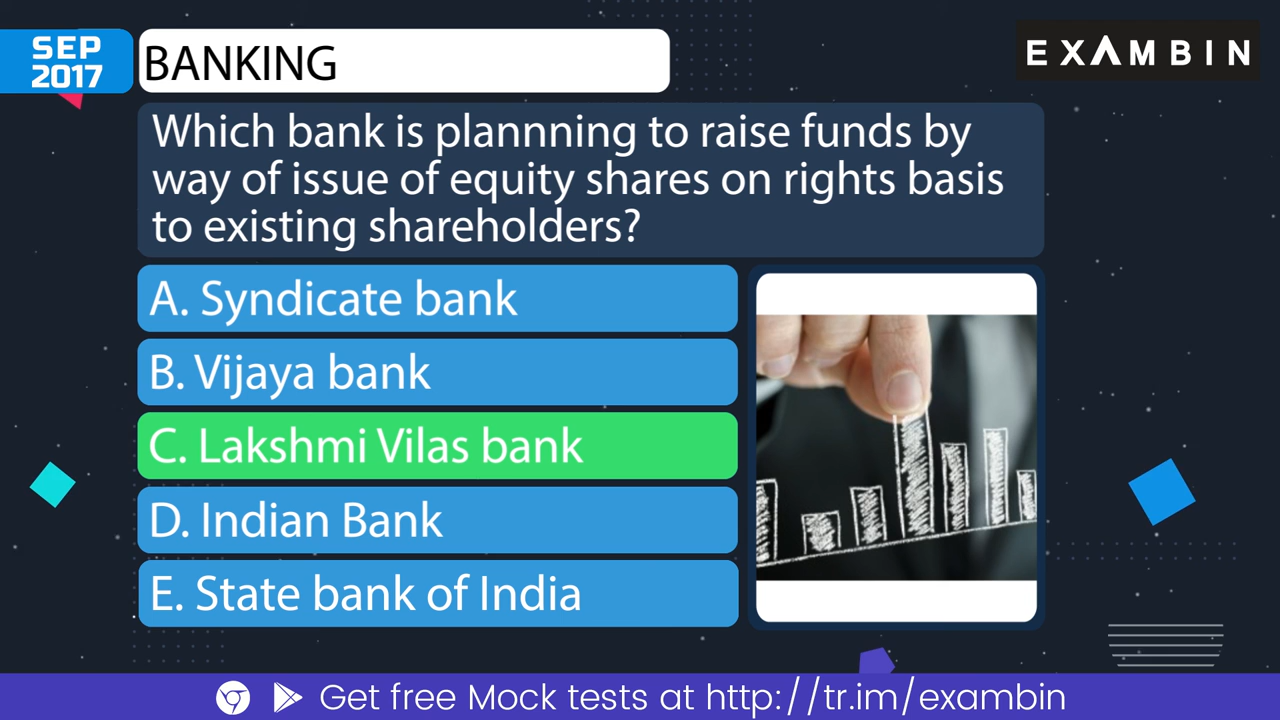 SEP
2017
BANKING
EXAMBIN
Which bank is plannning to raise funds by
way of issue of equity shares on rights basis
to existing shareholders?
A. Syndicate bank
B. Vijaya bank
C. Lakshmi Vilas bank
D. Indian Bank
E. State bank of India
Get free Mock tests at http://tr.im/exambin